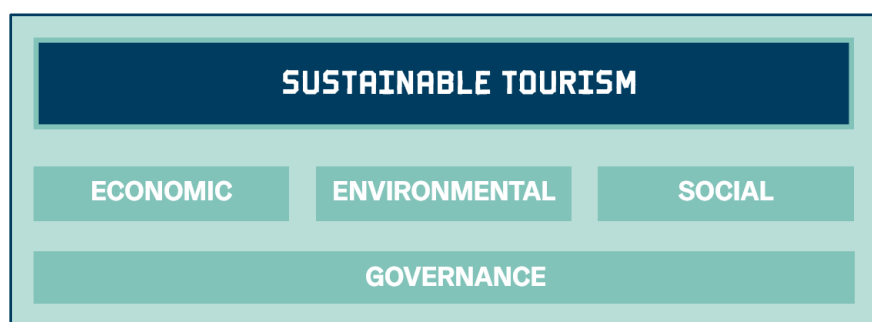 SUSTAINABLE TOURISM
ECONOMIC
ENVIRONMENTAL
SOCIAL
GOVERNANCE